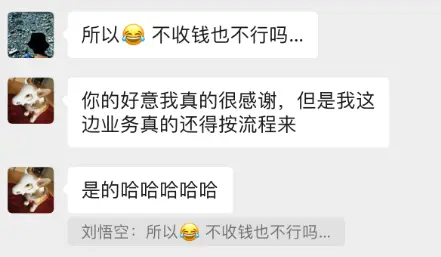 所以😂 不收钱也不行吗...
你的好意我真的很感谢，但是我这
边业务真的还得按流程来
是的哈哈哈哈哈
刘悟空：所以😂 不收钱也不行吗...